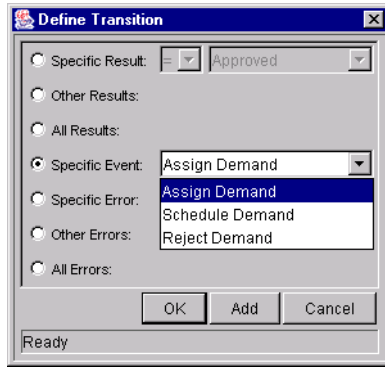 Define Transition
Specific Result: = Approved
Other Results:
All Results:
Specific Event: Assign Demand
Assign Demand
Specific Error:
Schedule Demand
Other Errors:
Reject Demand
All Errors:
OK Add Cancel
Ready